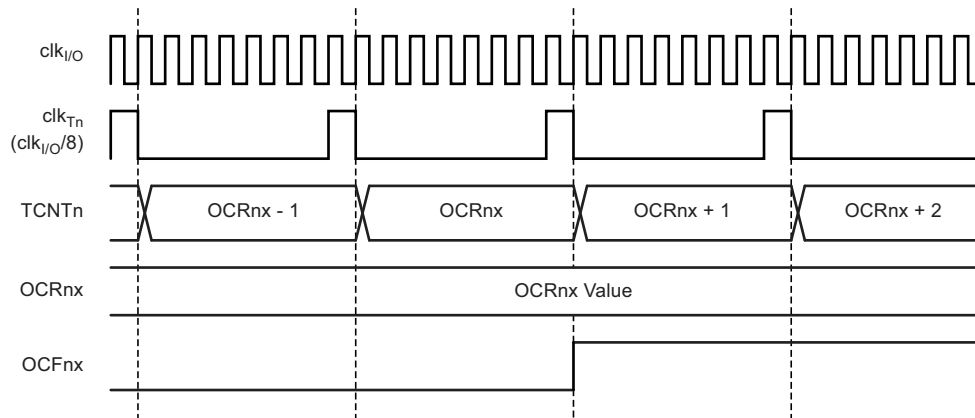 clkI/O
clkTn
(clkI/O/8)
TCNTn OCRnx - 1 OCRnx OCRnx + 1 OCRnx + 2
OCRnx OCRnx Value
OCFnx